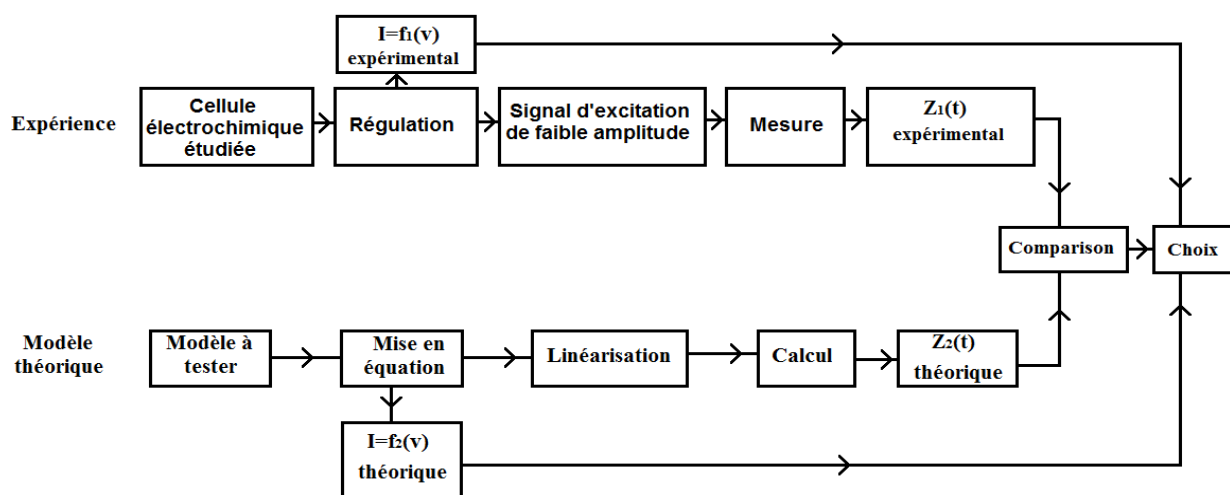 I=f₁(v)
expérimental
Expérience
Cellule
électrochimique
étudiée
Régulation
Signal d'excitation
de faible amplitude
Mesure
Z₁(t)
expérimental
Comparison
Choix
Modèle
théorique
Modèle à
tester
Mise en
équation
Linéarisation
Calcul
Z₂(t)
théorique
I=f₂(v)
théorique